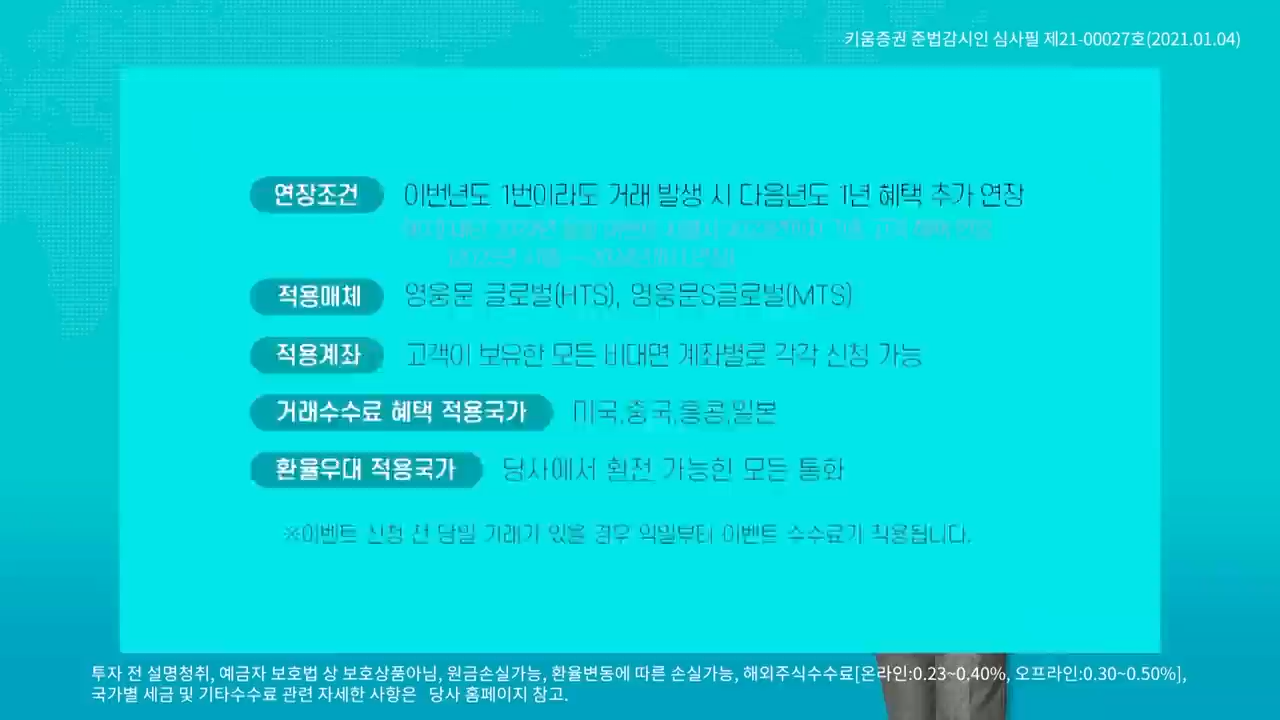 키움증권 준법감시인 심사필 제21-00027호(2021.01.04)
연장조건 이번년도 1번이라도 거래 발생 시 다음년도 1년 혜택 추가 연장
적용매체 영웅문 글로벌(HTS), 영웅문S글로벌(MTS)
적용계좌 고객이 보유한 모든 비대면 계좌별로 각각 신청 가능
거래수수료 혜택 적용국가 미국,중국,홍콩,일본
환율우대 적용국가 당사에서 환전 가능한 모든 통화
※이벤트 신청 전 당일 거래가 있을 경우 익일부터 이벤트 수수료가 적용됩니다.
투자 전 설명청취, 예금자 보호법 상 보호상품아님, 원금손실가능, 환율변동에 따른 손실가능, 해외주식수수료[온라인:0.23~0.40%, 오프라인:0.30~0.50%],
국가별 세금 및 기타수수료 관련 자세한 사항은 당사 홈페이지 참고.